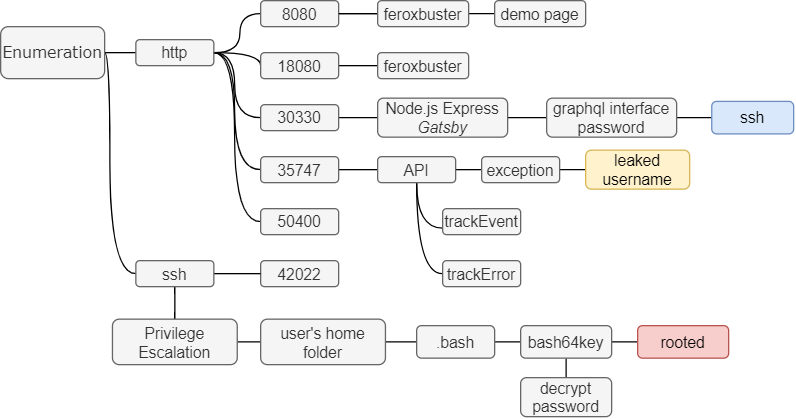 8080
feroxbuster
demo page
Enumeration
http
18080
feroxbuster
30330
Node.js Express
Gatsby
graphql interface
password
ssh
35747
API
exception
leaked
username
50400
trackEvent
ssh
42022
trackError
Privilege
Escalation
user's home
folder
.bash
bash64key
rooted
decrypt
password